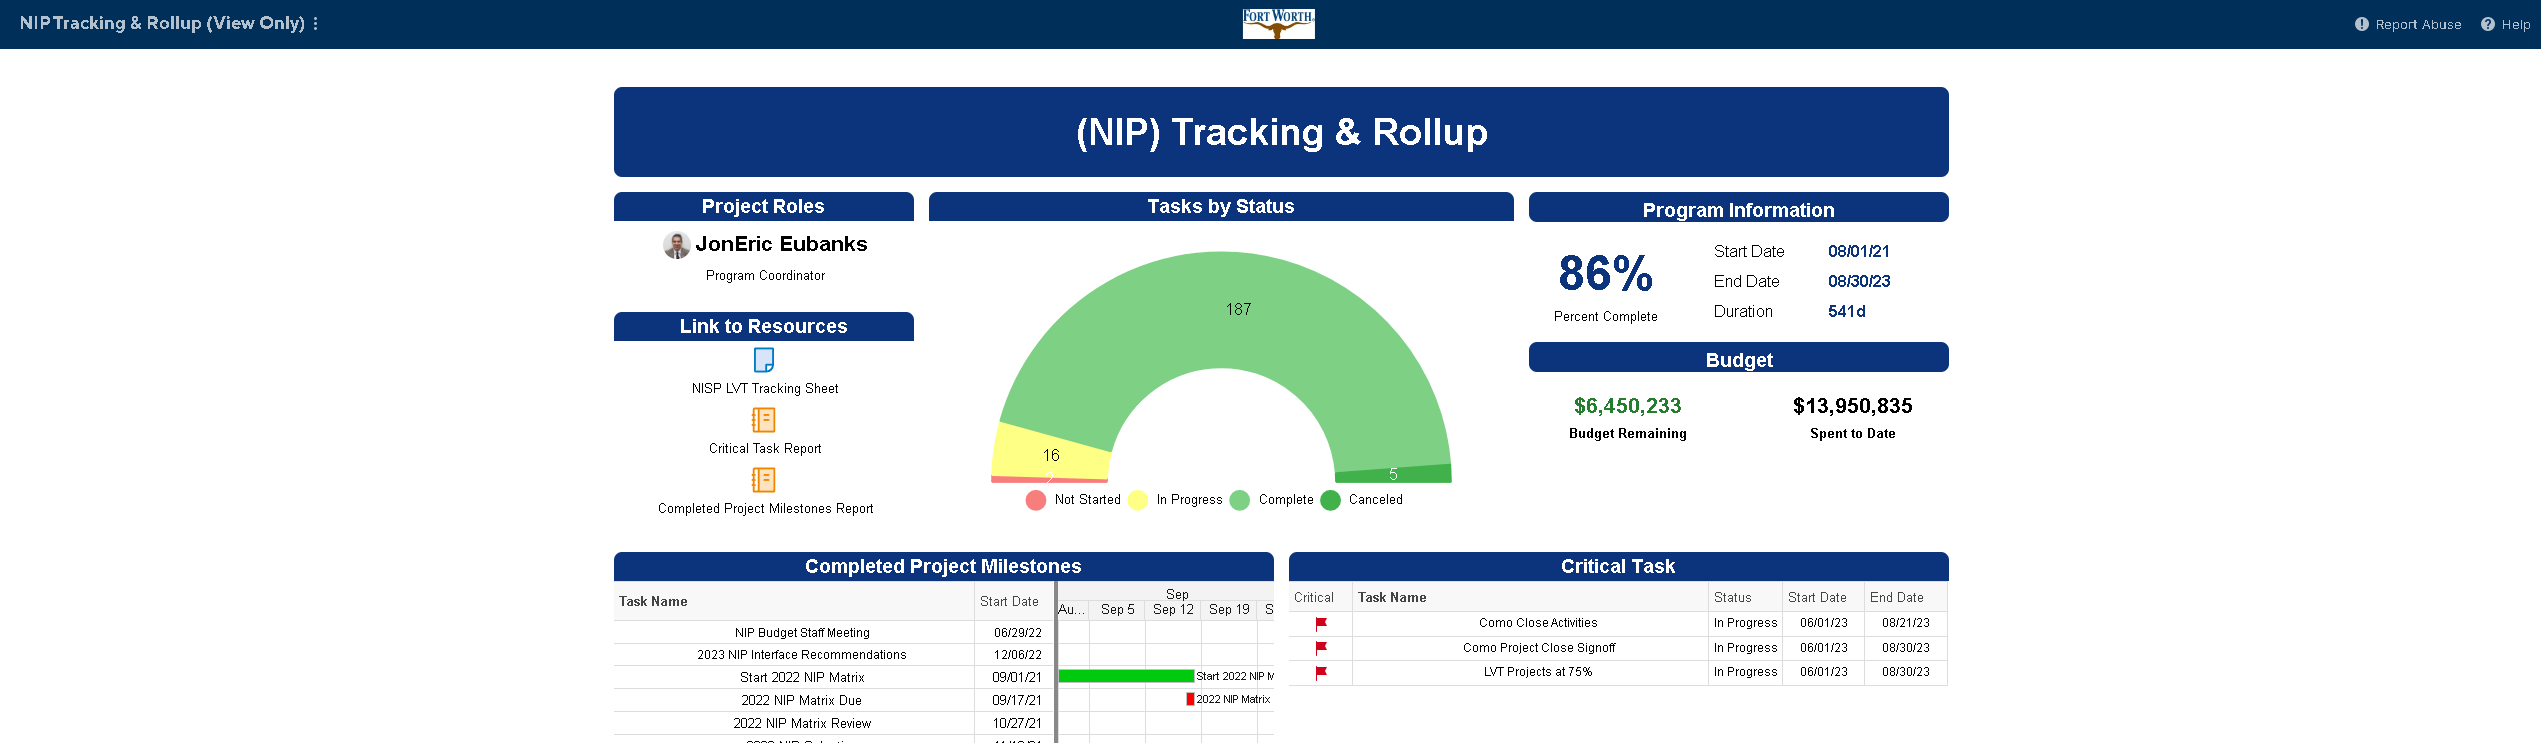 NIP Tracking & Rollup (View Only)
FORT WORTH
Report Abuse
Help
(NIP) Tracking & Rollup
Project Roles
JonEric Eubanks
Program Coordinator
Link to Resources
NISP LVT Tracking Sheet
Critical Task Report
Completed Project Milestones Report
Tasks by Status
187
16
2
5
Not Started In Progress Complete Canceled
Program Information
86%
Percent Complete
Start Date 08/01/21
End Date 08/30/23
Duration 541d
Budget
$6,450,233 $13,950,835
Budget Remaining Spent to Date
Completed Project Milestones
Sep
Task Name Start Date Au... Sep 5 Sep 12 Sep 19 S
NIP Budget Staff Meeting 06/29/22
2023 NIP Interface Recommendations 12/06/22
Start 2022 NIP Matrix 09/01/21 Start 2022 NIP M
2022 NIP Matrix Due 09/17/21 2022 NIP Matrix
2022 NIP Matrix Review 10/27/21
Critical Task
Critical Task Name Status Start Date End Date
Como Close Activities In Progress 06/01/23 08/21/23
Como Project Close Signoff In Progress 06/01/23 08/30/23
LVT Projects at 75% In Progress 06/01/23 08/30/23